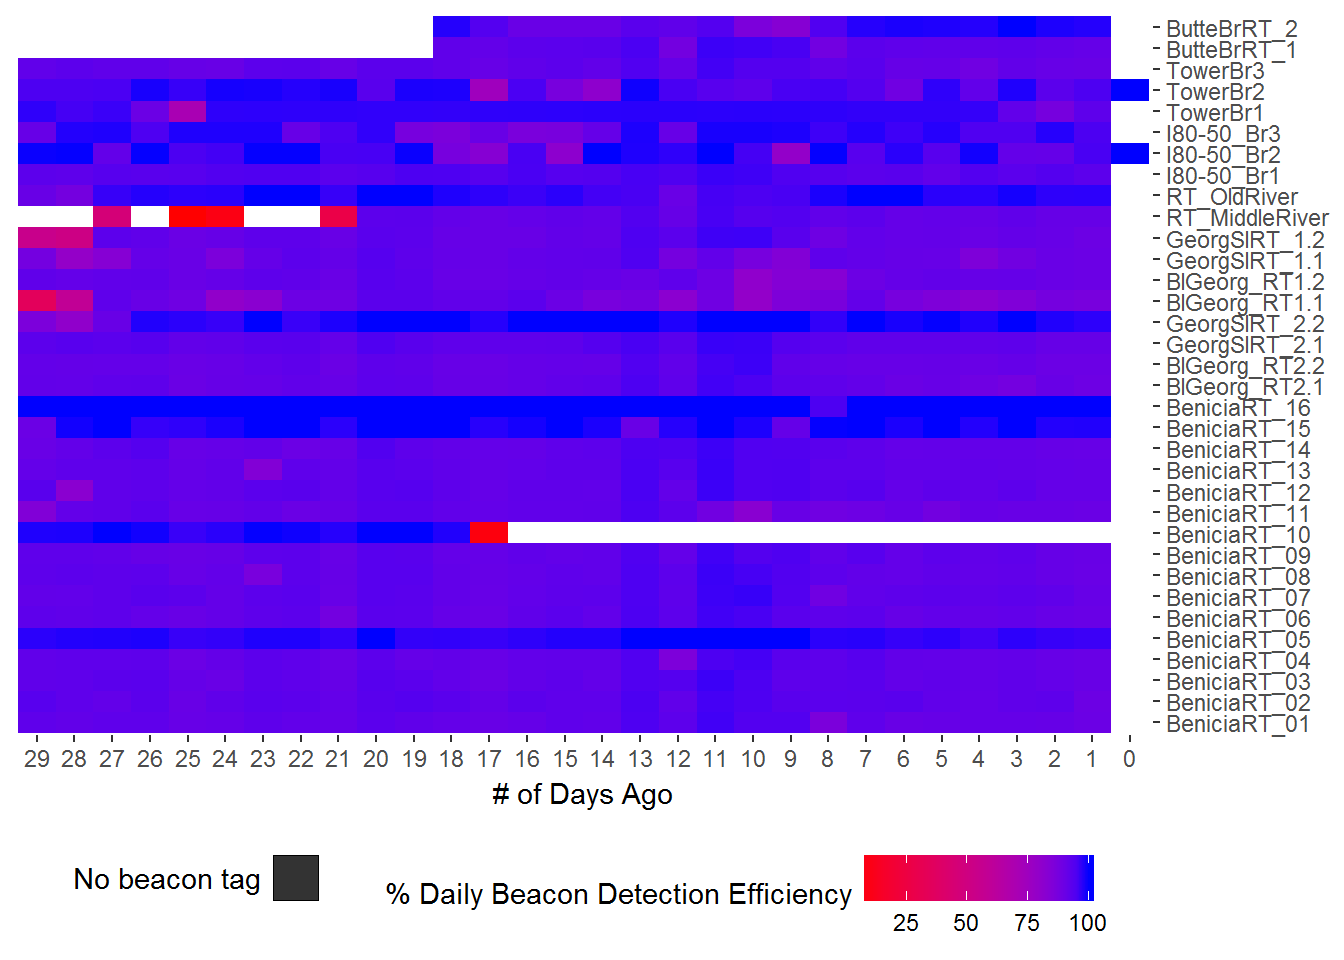 ButteBrRT_2
ButteBrRT_1
TowerBr3
TowerBr2
TowerBr1
I80-50_Br3
I80-50_Br2
I80-50_Br1
RT_OldRiver
RT_MiddleRiver
GeorgSlRT_1.2
GeorgSlRT_1.1
BlGeorg_RT1.2
BlGeorg_RT1.1
GeorgSlRT_2.2
GeorgSlRT_2.1
BlGeorg_RT2.2
BlGeorg_RT2.1
BeniciaRT_16
BeniciaRT_15
BeniciaRT_14
BeniciaRT_13
BeniciaRT_12
BeniciaRT_11
BeniciaRT_10
BeniciaRT_09
BeniciaRT_08
BeniciaRT_07
BeniciaRT_06
BeniciaRT_05
BeniciaRT_04
BeniciaRT_03
BeniciaRT_02
BeniciaRT_01
29 28 27 26 25 24 23 22 21 20 19 18 17 16 15 14 13 12 11 10 9 8 7 6 5 4 3 2 1 0
# of Days Ago
No beacon tag
% Daily Beacon Detection Efficiency
25 50 75 100